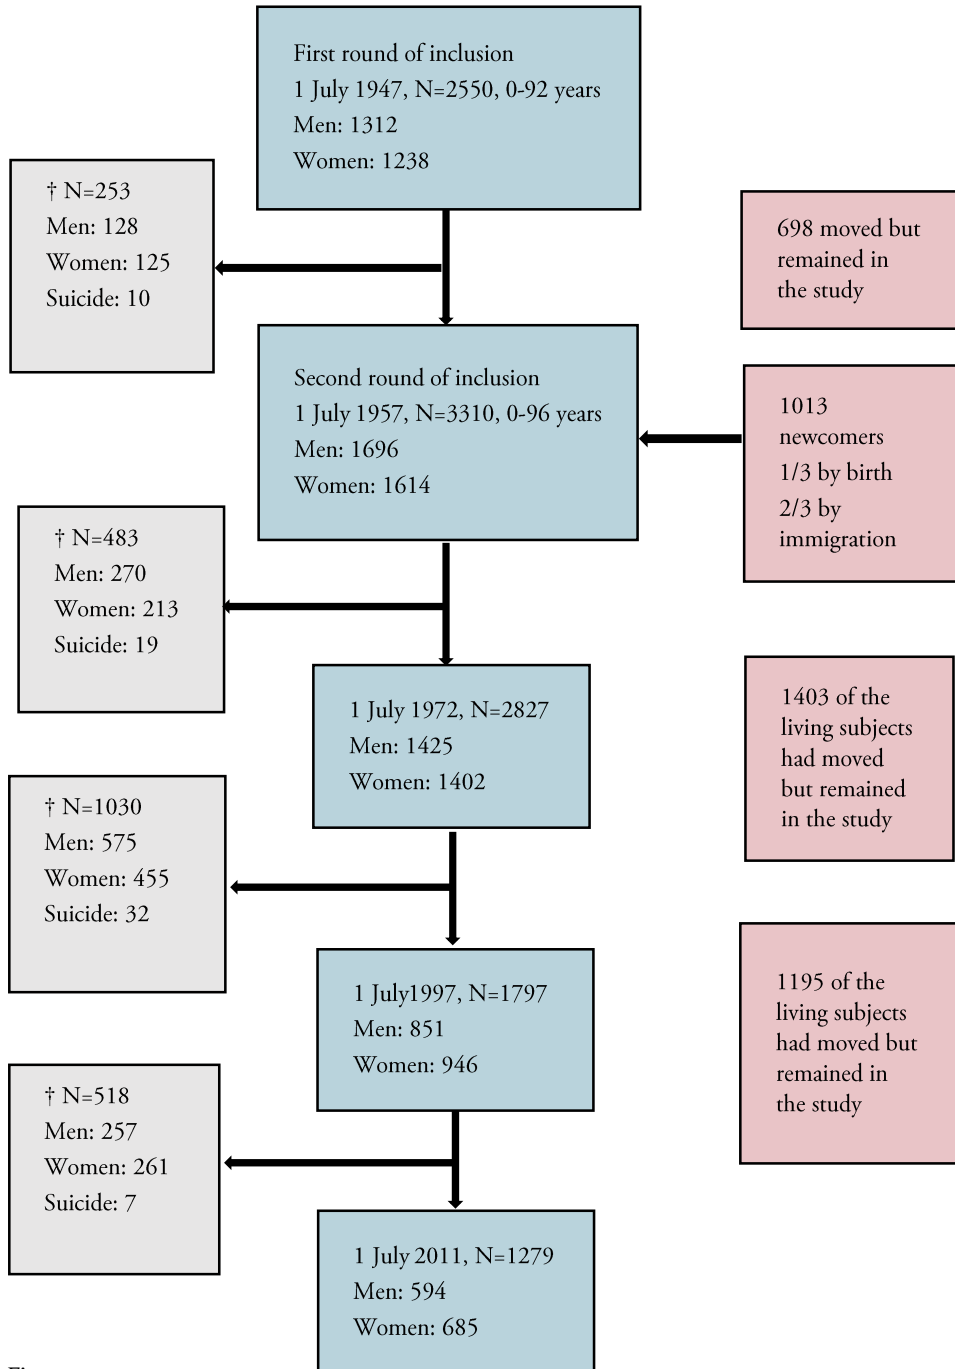 First round of inclusion
1 July 1947, N=2550, 0-92 years
Men: 1312
Women: 1238
† N=253
Men: 128
Women: 125
Suicide: 10
698 moved but
remained in
the study
Second round of inclusion
1 July 1957, N=3310, 0-96 years
Men: 1696
Women: 1614
1013
newcomers
1/3 by birth
2/3 by
immigration
† N=483
Men: 270
Women: 213
Suicide: 19
1 July 1972, N=2827
Men: 1425
Women: 1402
1403 of the
living subjects
had moved
but remained
in the study
† N=1030
Men: 575
Women: 455
Suicide: 32
1 July1997, N=1797
Men: 851
Women: 946
1195 of the
living subjects
had moved but
remained in
the study
† N=518
Men: 257
Women: 261
Suicide: 7
1 July 2011, N=1279
Men: 594
Women: 685